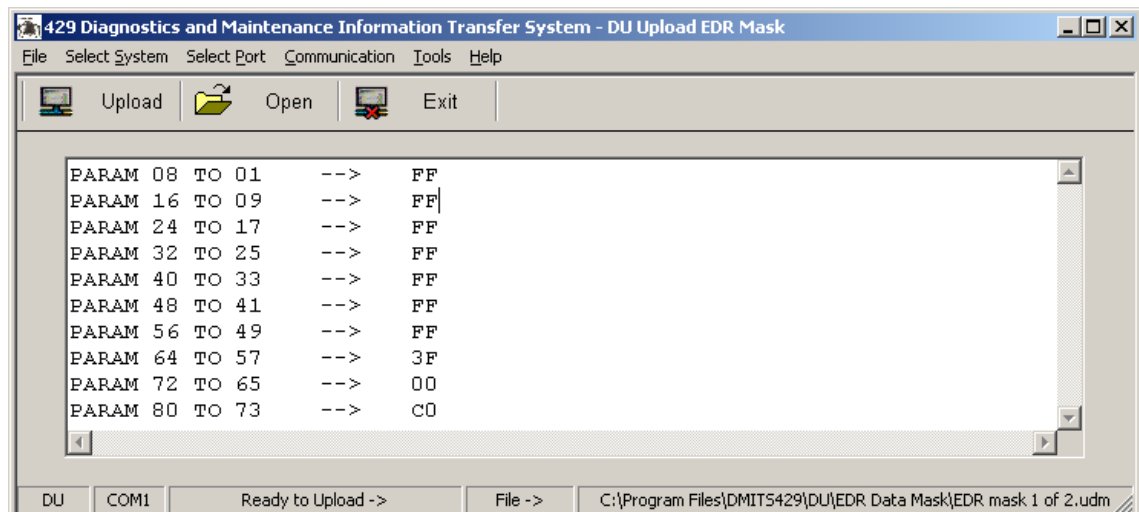 429 Diagnostics and Maintenance Information Transfer System - DU Upload EDR Mask
File Select System Select Port Communication Tools Help
Upload Open Exit
PARAM 08 TO 01 --> FF
PARAM 16 TO 09 --> FF
PARAM 24 TO 17 --> FF
PARAM 32 TO 25 --> FF
PARAM 40 TO 33 --> FF
PARAM 48 TO 41 --> FF
PARAM 56 TO 49 --> FF
PARAM 64 TO 57 --> 3F
PARAM 72 TO 65 --> 00
PARAM 80 TO 73 --> C0
DU COM1 Ready to Upload -> File -> C:\Program Files\DMITS429\DU\EDR Data Mask\EDR mask 1 of 2.udm